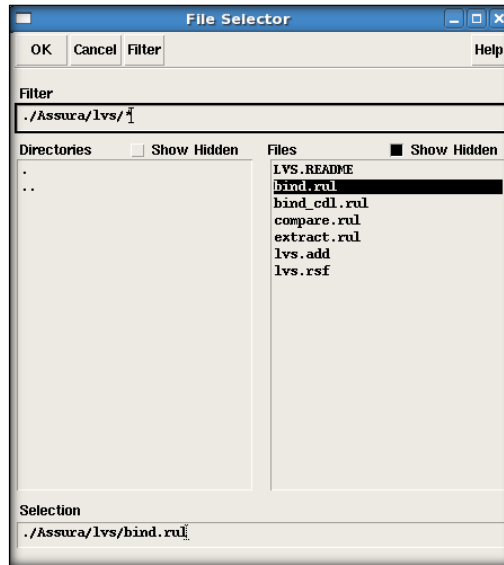 File Selector
OK Cancel Filter Help
Filter
./Assura/lvs/*
Directories Show Hidden Files Show Hidden
.
..
LVS.README
bind.rul
bind_cdl.rul
compare.rul
extract.rul
lvs.add
lvs.rsf
Selection
./Assura/lvs/bind.rul